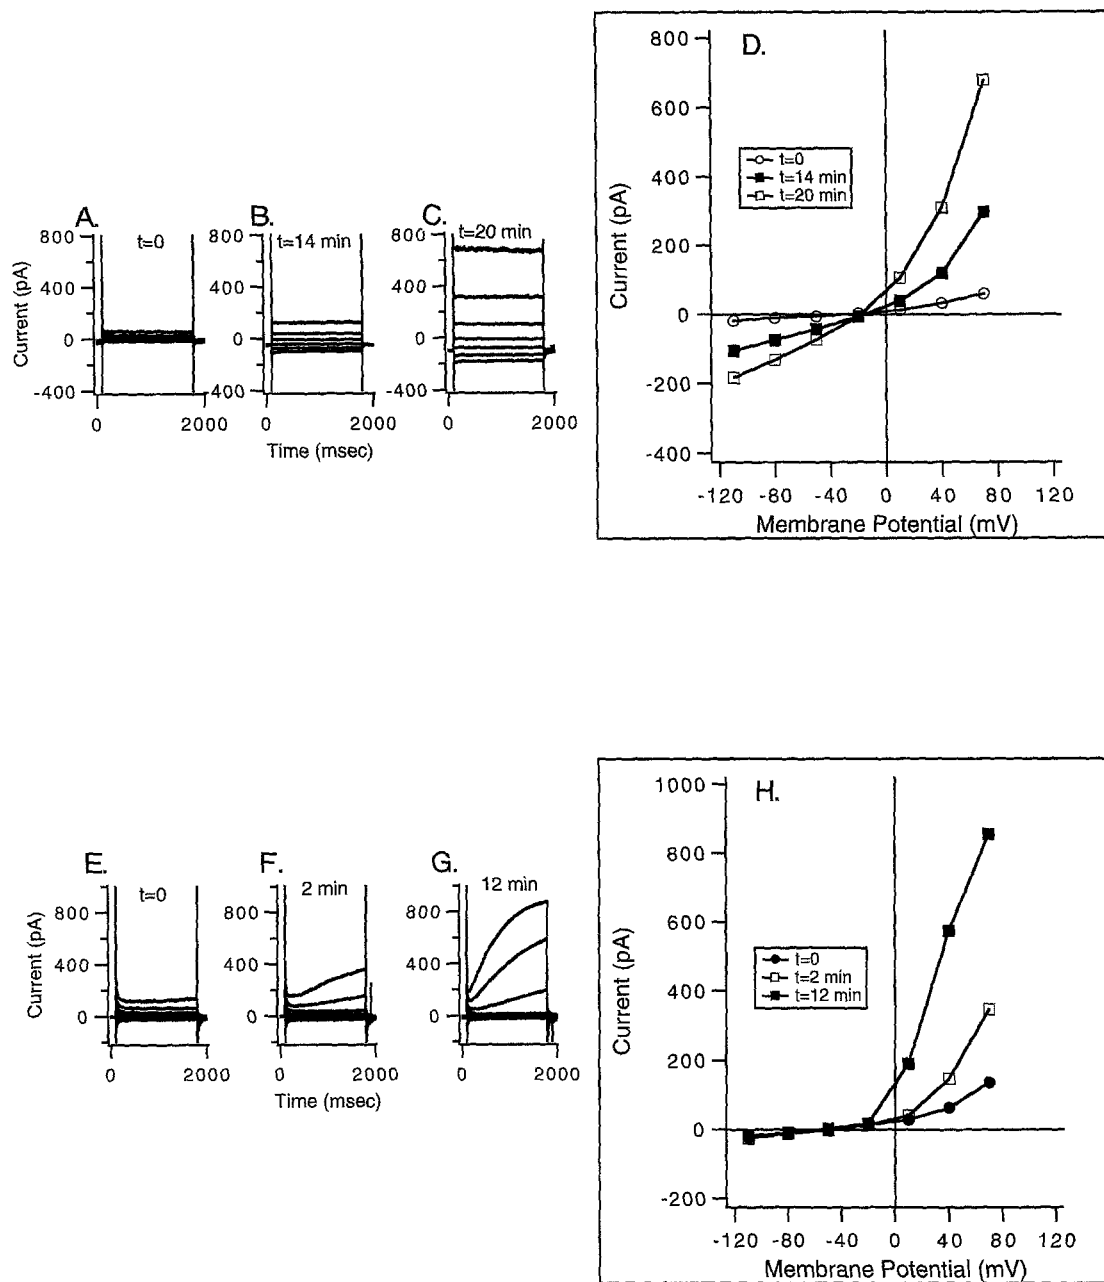 A.
t=0
800
400
0
-400
Current (pA)
0
2000
B.
t=14 min
800
400
0
-400
0
2000
Time (msec)
C.
t=20 min
800
400
0
-400
0
2000
D.
800
600
400
200
0
-200
-400
Current (pA)
t=0
t=14 min
t=20 min
-120 -80 -40 0 40 80 120
Membrane Potential (mV)
E.
t=0
800
400
0
Current (pA)
0
2000
F.
2 min
800
400
0
0
2000
Time (msec)
G.
12 min
800
400
0
0
2000
H.
1000
800
600
400
200
0
-200
Current (pA)
t=0
t=2 min
t=12 min
-120 -80 -40 0 40 80 120
Membrane Potential (mV)